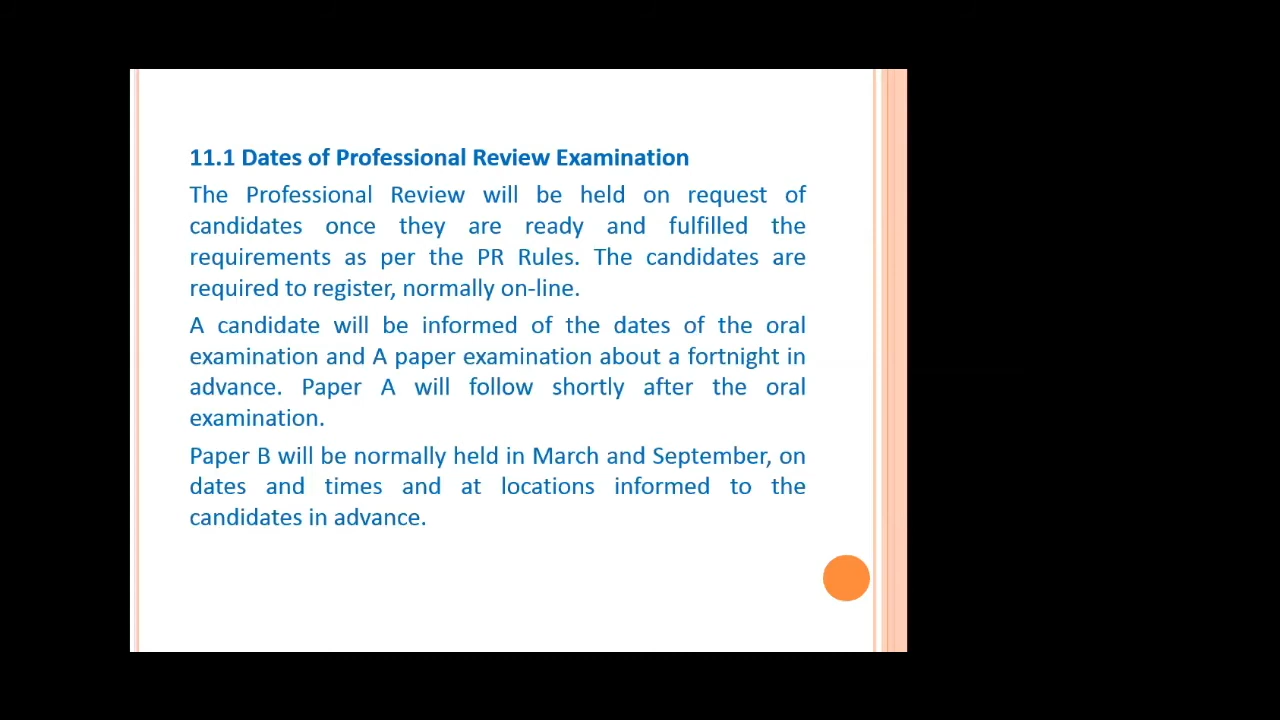 11.1 Dates of Professional Review Examination
The Professional Review will be held on request of
candidates once they are ready and fulfilled the
requirements as per the PR Rules. The candidates are
required to register, normally on-line.
A candidate will be informed of the dates of the oral
examination and A paper examination about a fortnight in
advance. Paper A will follow shortly after the oral
examination.
Paper B will be normally held in March and September, on
dates and times and at locations informed to the
candidates in advance.